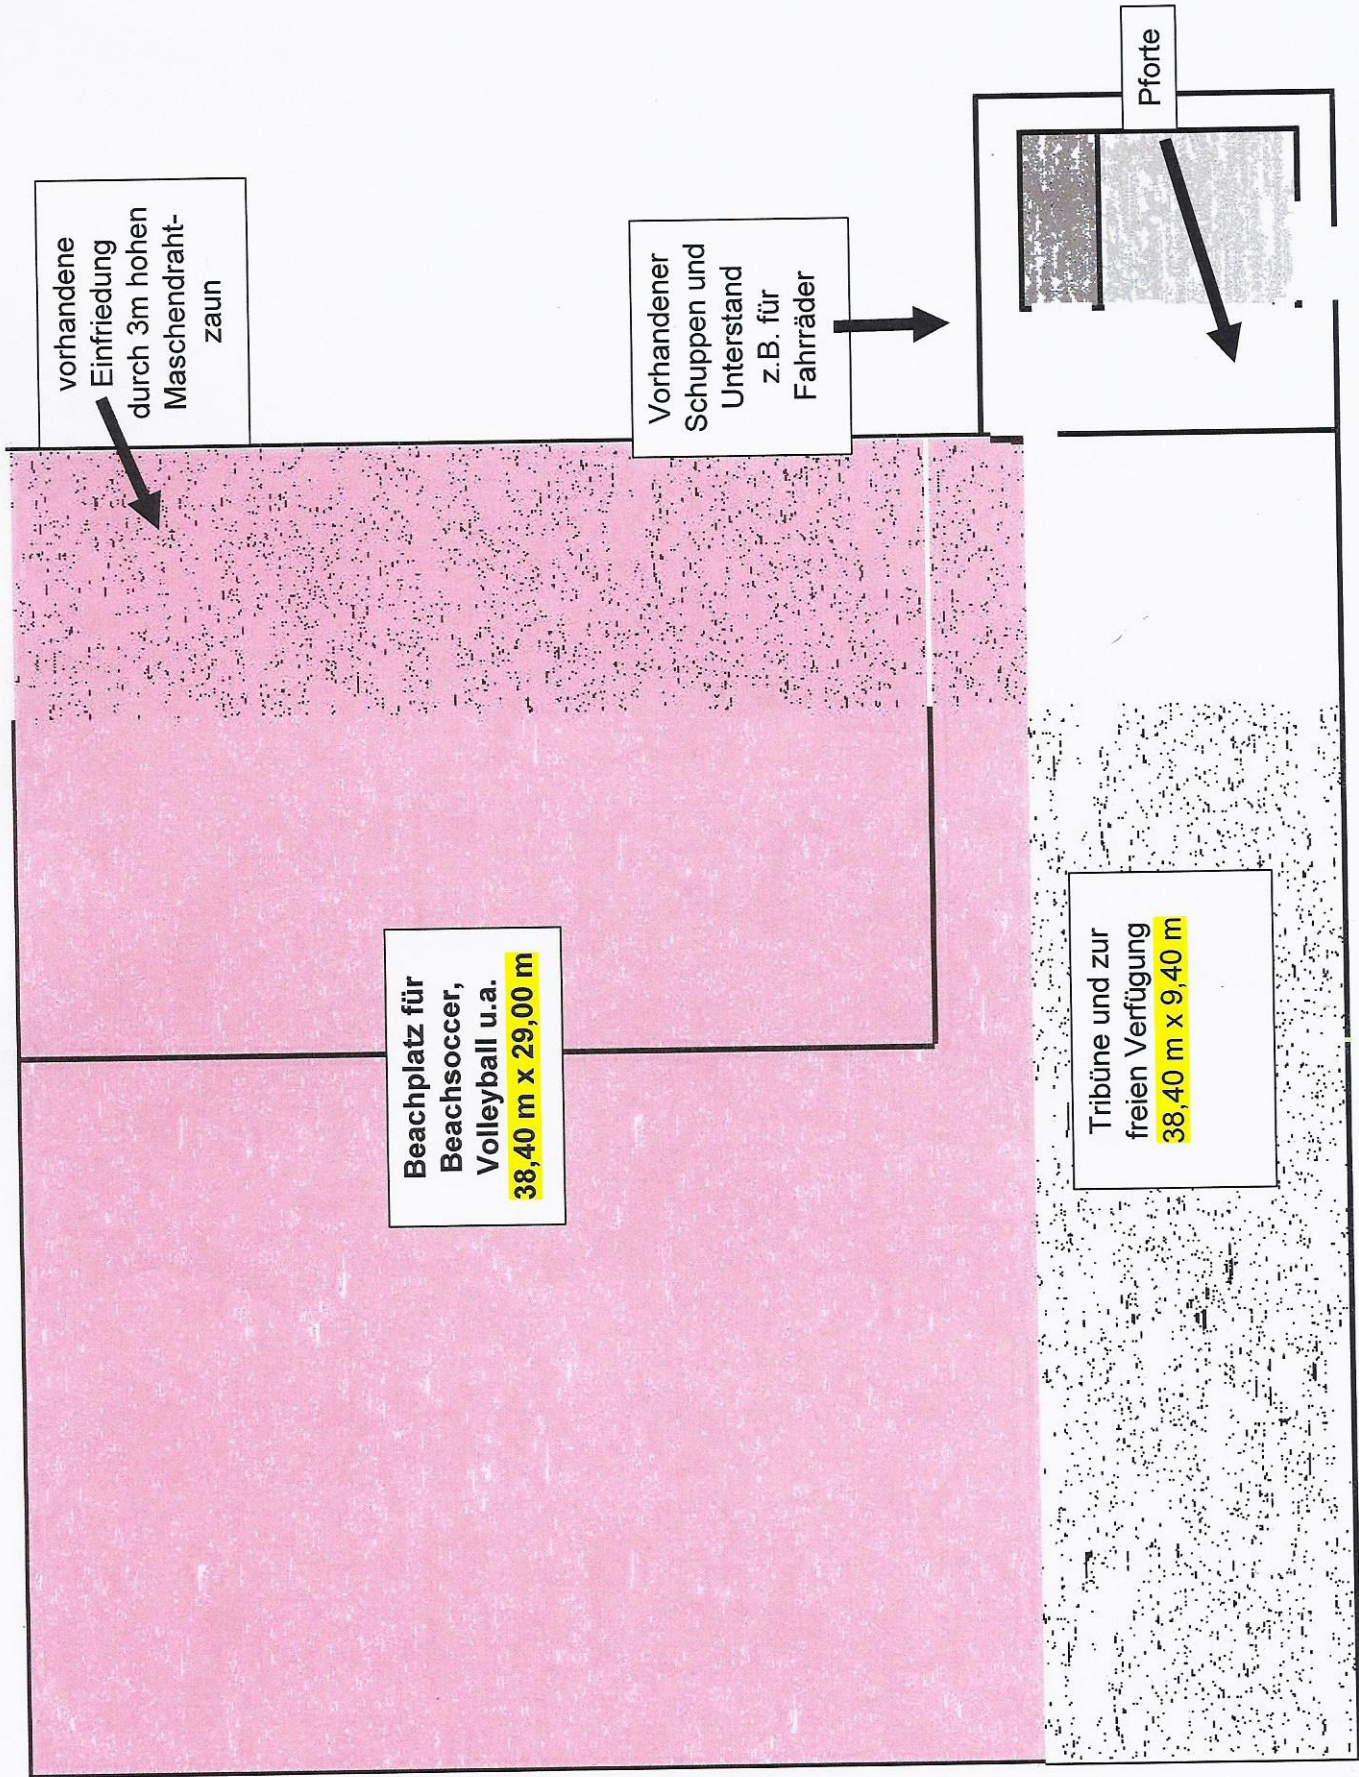 vorhandene
Einfriedung
durch 3m hohen
Maschendraht-
zaun
Vorhandener
Schuppen und
Unterstand
z.B. für
Fahrräder
Pforte
Beachplatz für
Beachsoccer,
Volleyball u.a.
38,40 m x 29,00 m
Tribüne und zur
freien Verfügung
38,40 m x 9,40 m